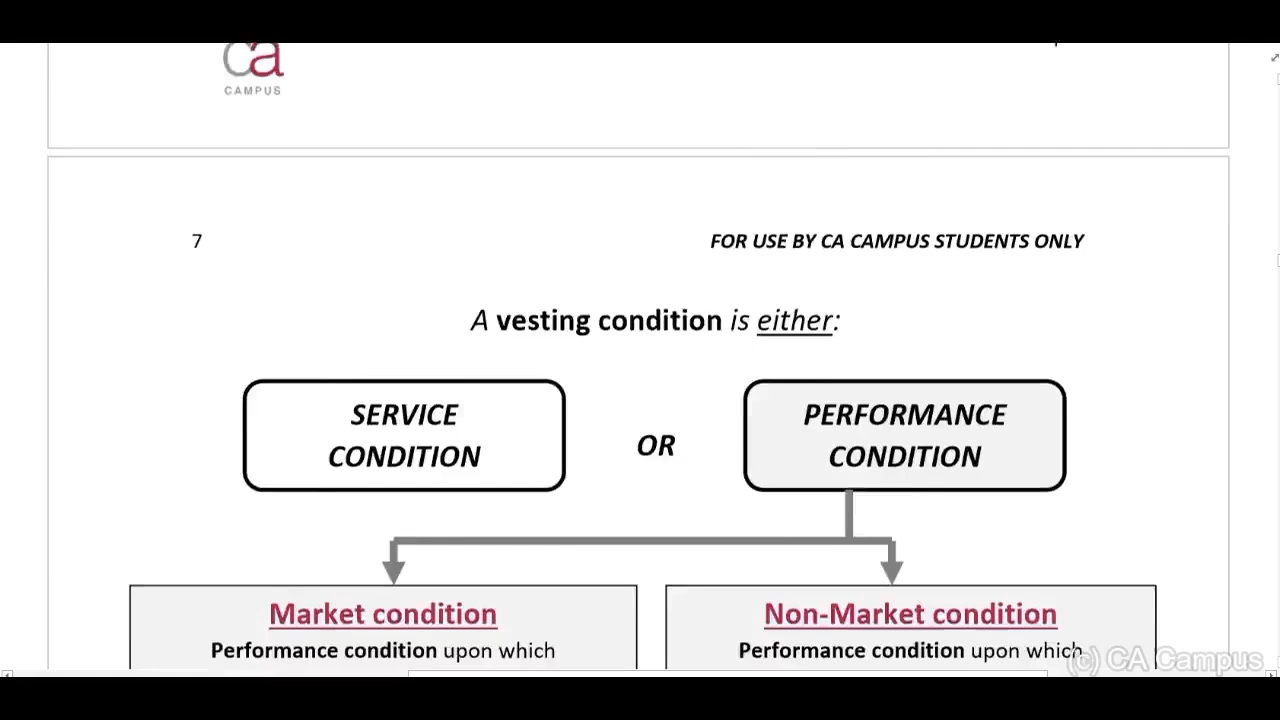 ca
CAMPUS
7
FOR USE BY CA CAMPUS STUDENTS ONLY
A vesting condition is either:
SERVICE
CONDITION
OR
PERFORMANCE
CONDITION
Market condition
Performance condition upon which
Non-Market condition
Performance condition upon which
(c) CA Campus